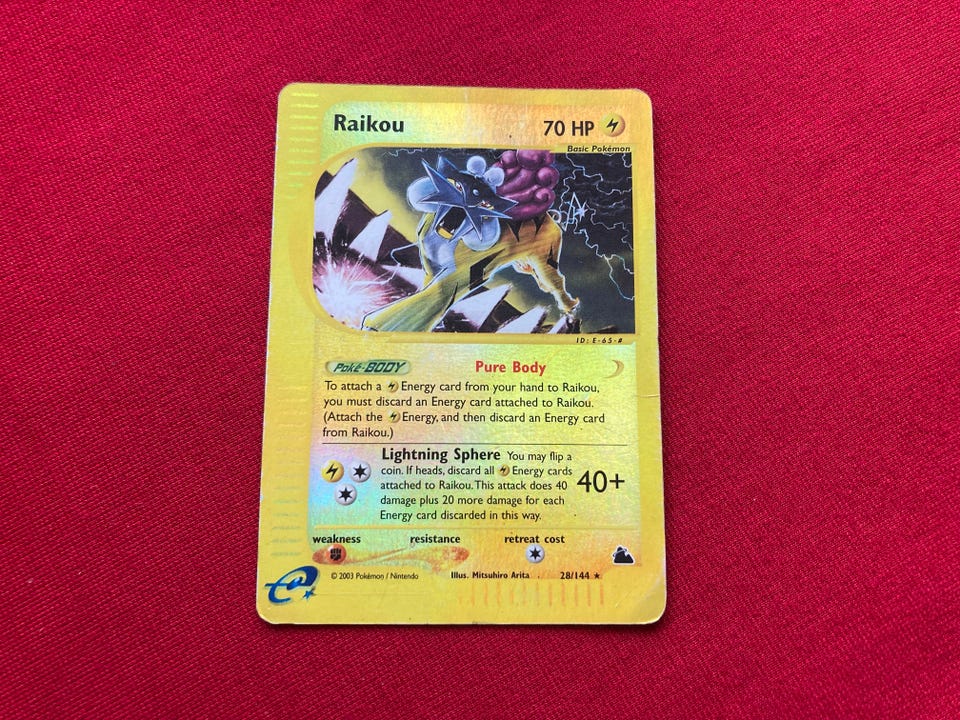 Raikou 70 HP
Basic Pokémon
ID: E-65-#
Poké-BODY Pure Body
To attach a Energy card from your hand to Raikou,
you must discard an Energy card attached to Raikou.
(Attach the Energy, and then discard an Energy card
from Raikou.)
Lightning Sphere You may flip a
coin. If heads, discard all Energy cards
attached to Raikou. This attack does 40
damage plus 20 more damage for each
Energy card discarded in this way.
40+
weakness resistance retreat cost
© 2003 Pokémon / Nintendo Illus. Mitsuhiro Arita 28/144 ★
e